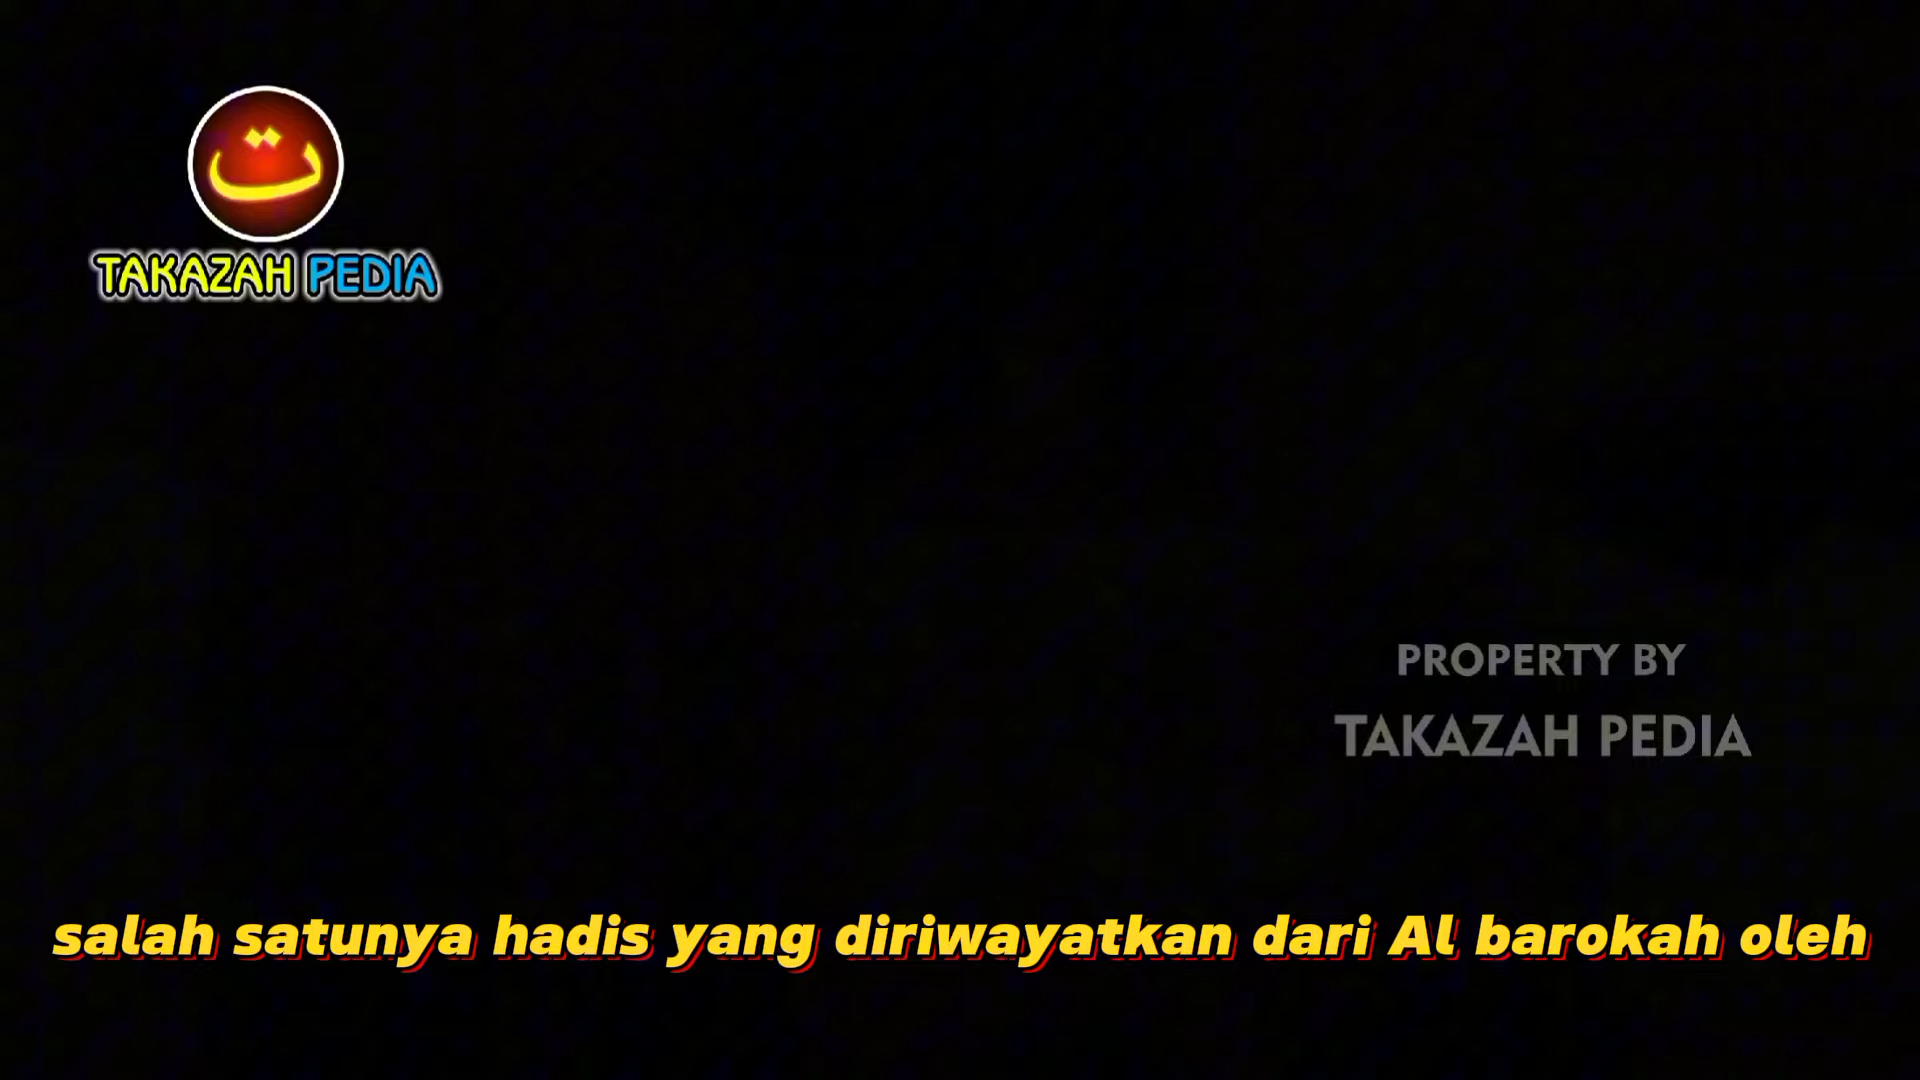 ت
TAKAZAH PEDIA
PROPERTY BY
TAKAZAH PEDIA
salah satunya hadis yang diriwayatkan dari Al barokah oleh